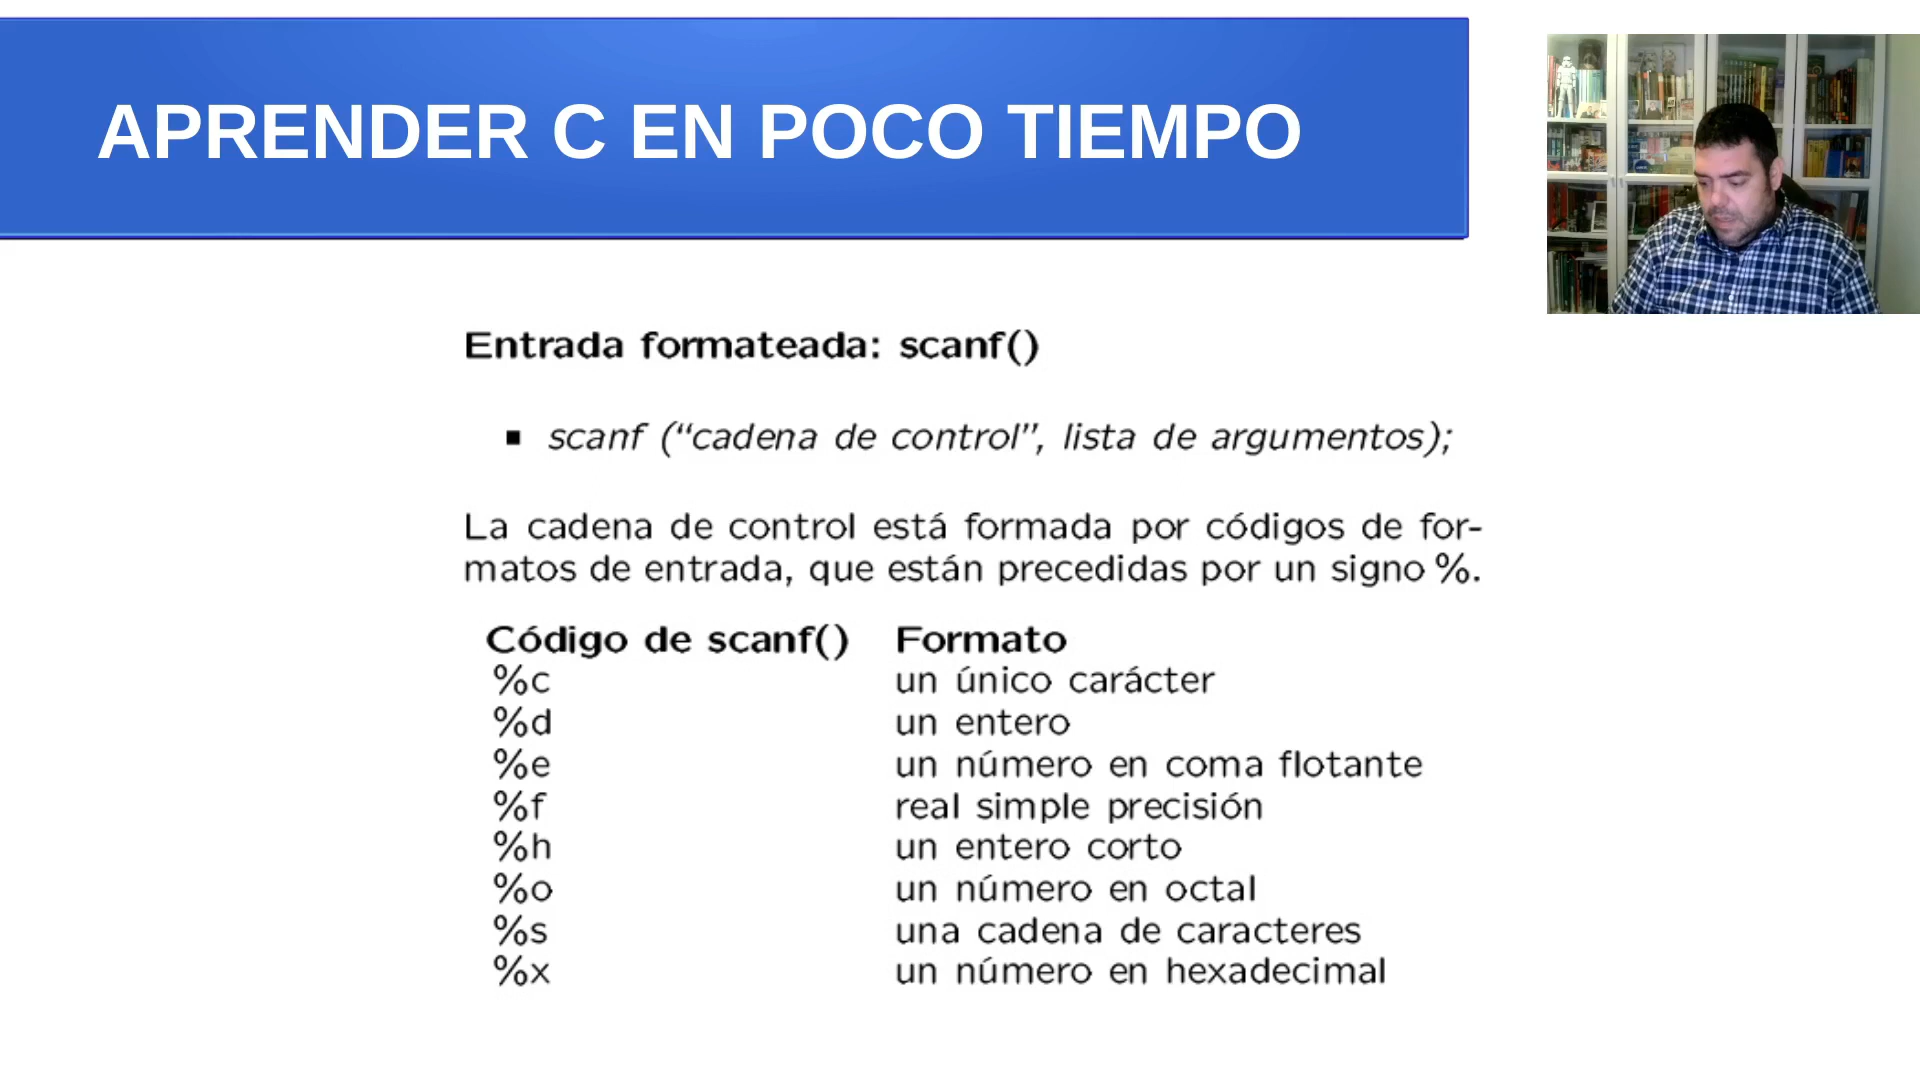 APRENDER C EN POCO TIEMPO
Entrada formateada: scanf()
▪ scanf (“cadena de control”, lista de argumentos);
La cadena de control está formada por códigos de for-
matos de entrada, que están precedidas por un signo %.
Código de scanf() Formato
%c un único carácter
%d un entero
%e un número en coma flotante
%f real simple precisión
%h un entero corto
%o un número en octal
%s una cadena de caracteres
%x un número en hexadecimal